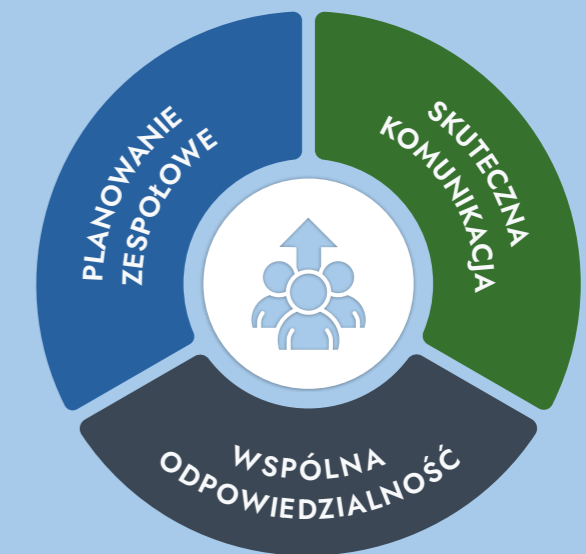 PLANOWANIE
ZESPOŁOWE
SKUTECZNA
KOMUNIKACJA
WSPÓLNA
ODPOWIEDZIALNOŚĆ